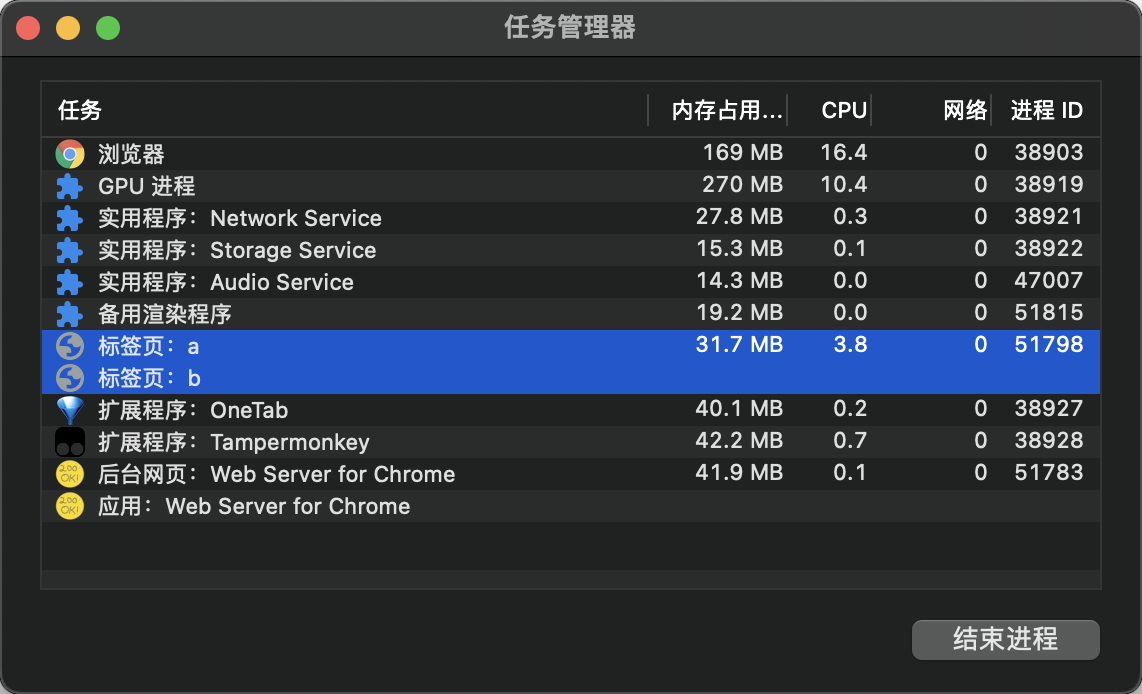 任务管理器
任务 内存占用... CPU 网络 进程 ID
浏览器 169 MB 16.4 0 38903
GPU 进程 270 MB 10.4 0 38919
实用程序：Network Service 27.8 MB 0.3 0 38921
实用程序：Storage Service 15.3 MB 0.1 0 38922
实用程序：Audio Service 14.3 MB 0.0 0 47007
备用渲染程序 19.2 MB 0.0 0 51815
标签页：a 31.7 MB 3.8 0 51798
标签页：b
扩展程序：OneTab 40.1 MB 0.2 0 38927
扩展程序：Tampermonkey 42.2 MB 0.7 0 38928
200 OK!
后台网页：Web Server for Chrome 41.9 MB 0.1 0 51783
200 OK!
应用：Web Server for Chrome
结束进程